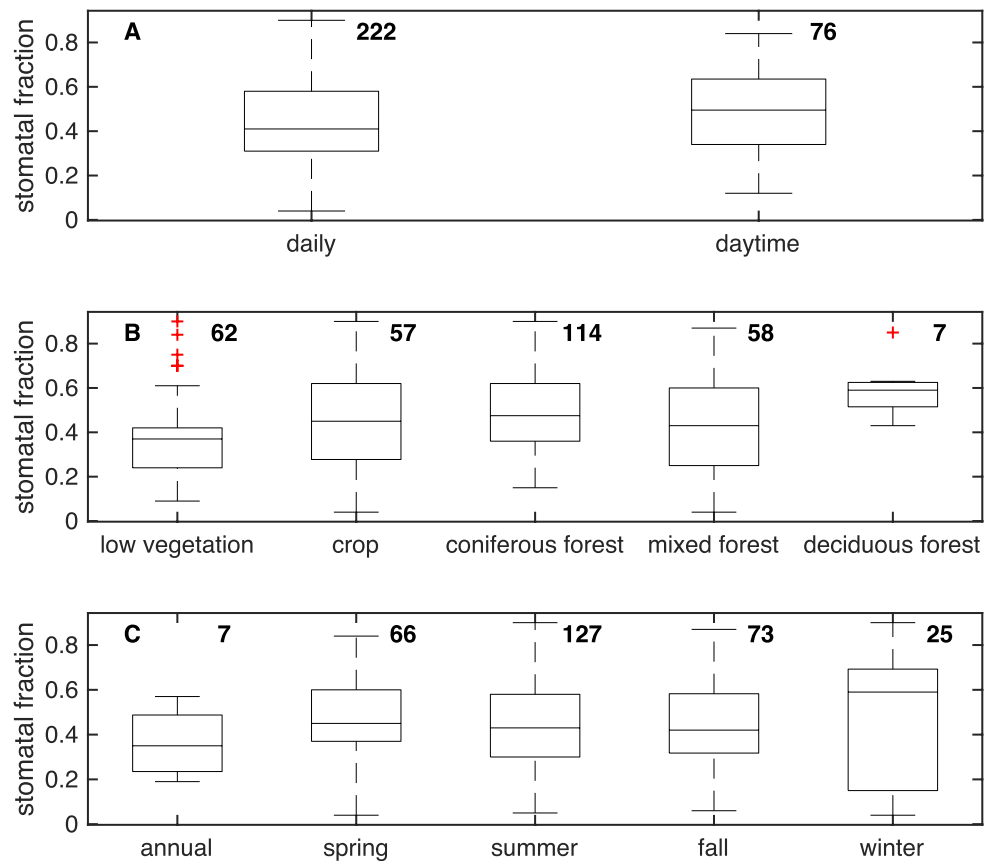 A 222 76
stomatal fraction
0.8
0.6
0.4
0.2
0
daily daytime
B 62 57 114 58 7
stomatal fraction
0.8
0.6
0.4
0.2
0
low vegetation crop coniferous forest mixed forest deciduous forest
C 7 66 127 73 25
stomatal fraction
0.8
0.6
0.4
0.2
0
annual spring summer fall winter